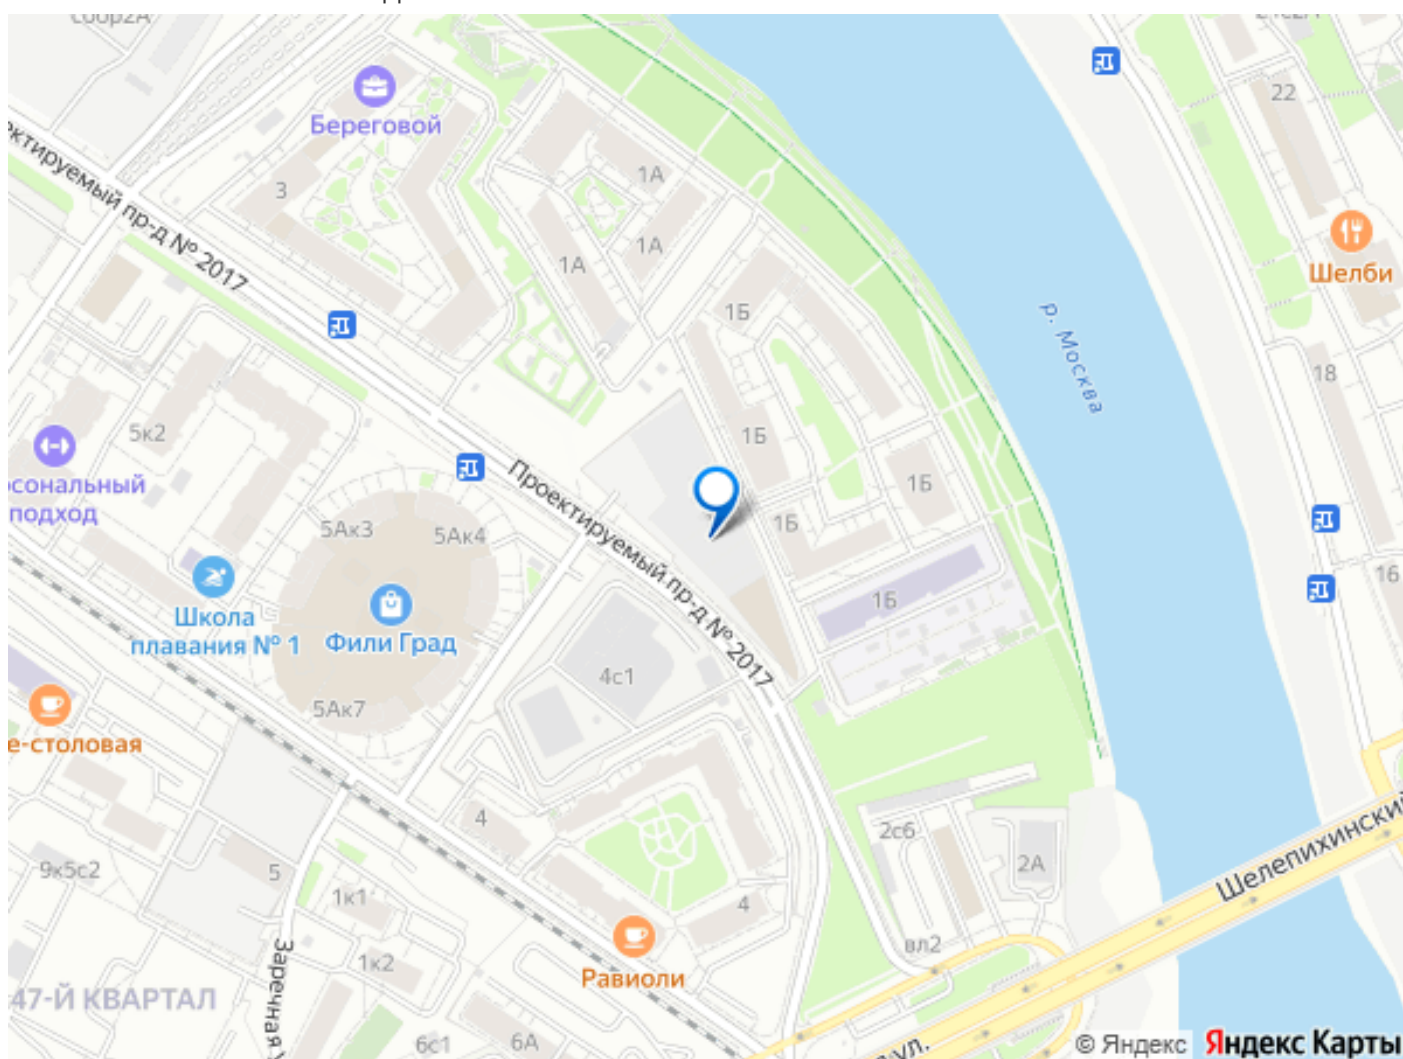 22
Береговой
1А
3
1А
1А
Шелби
Проектируемый пр-д № 2017
1Б
р. Москва
18
5к2
1Б
1Б
подход
5Ак3
5Ак4
1Б
16
Школа
плавания № 1
Фили Град
1Б
Проектируемый пр-д № 2017
4с1
5Ак7
4
2с6
2А
Шелепихинский
9к5с2
5
1к1
4
вл2
1к2
Равиоли
Заречная
47-Й КВАРТАЛ
6с1
6А
ул.
© Яндекс Яндекс Карты